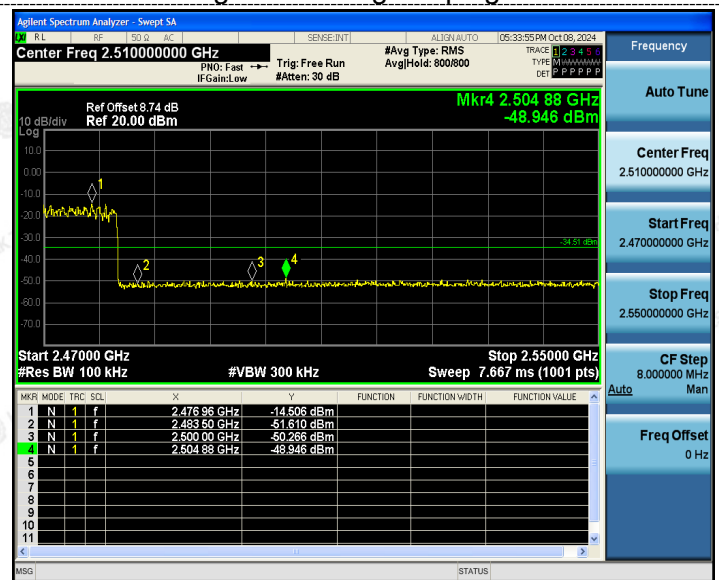 Agilent Spectrum Analyzer - Swept SA
LXI RL RF 50 Ω AC SENSE:INT ALIGN AUTO 05:33:55 PM Oct 08, 2024
Center Freq 2.510000000 GHz
PNO: Fast
IFGain:Low
Trig: Free Run
#Atten: 30 dB
#Avg Type: RMS
Avg|Hold: 800/800
TRACE 1 2 3 4 5 6
TYPE M WWWWW
DET P P P P P P
Ref Offset 8.74 dB
10 dB/div Ref 20.00 dBm
Log
Mkr4 2.504 88 GHz
-48.946 dBm
10.0
0.00
-10.0
-20.0
-30.0
-40.0
-50.0
-60.0
-70.0
1
2
3
4
-34.51 dBm
Start 2.47000 GHz Stop 2.55000 GHz
#Res BW 100 kHz #VBW 300 kHz Sweep 7.667 ms (1001 pts)
MKR MODE TRC SCL X Y FUNCTION FUNCTION WIDTH FUNCTION VALUE
1 N 1 f 2.476 96 GHz -14.506 dBm
2 N 1 f 2.483 50 GHz -51.610 dBm
3 N 1 f 2.500 00 GHz -50.266 dBm
4 N 1 f 2.504 88 GHz -48.946 dBm
5
6
7
8
9
10
11
MSG STATUS
Frequency
Auto Tune
Center Freq
2.510000000 GHz
Start Freq
2.470000000 GHz
Stop Freq
2.550000000 GHz
CF Step
8.000000 MHz
Auto Man
Freq Offset
0 Hz